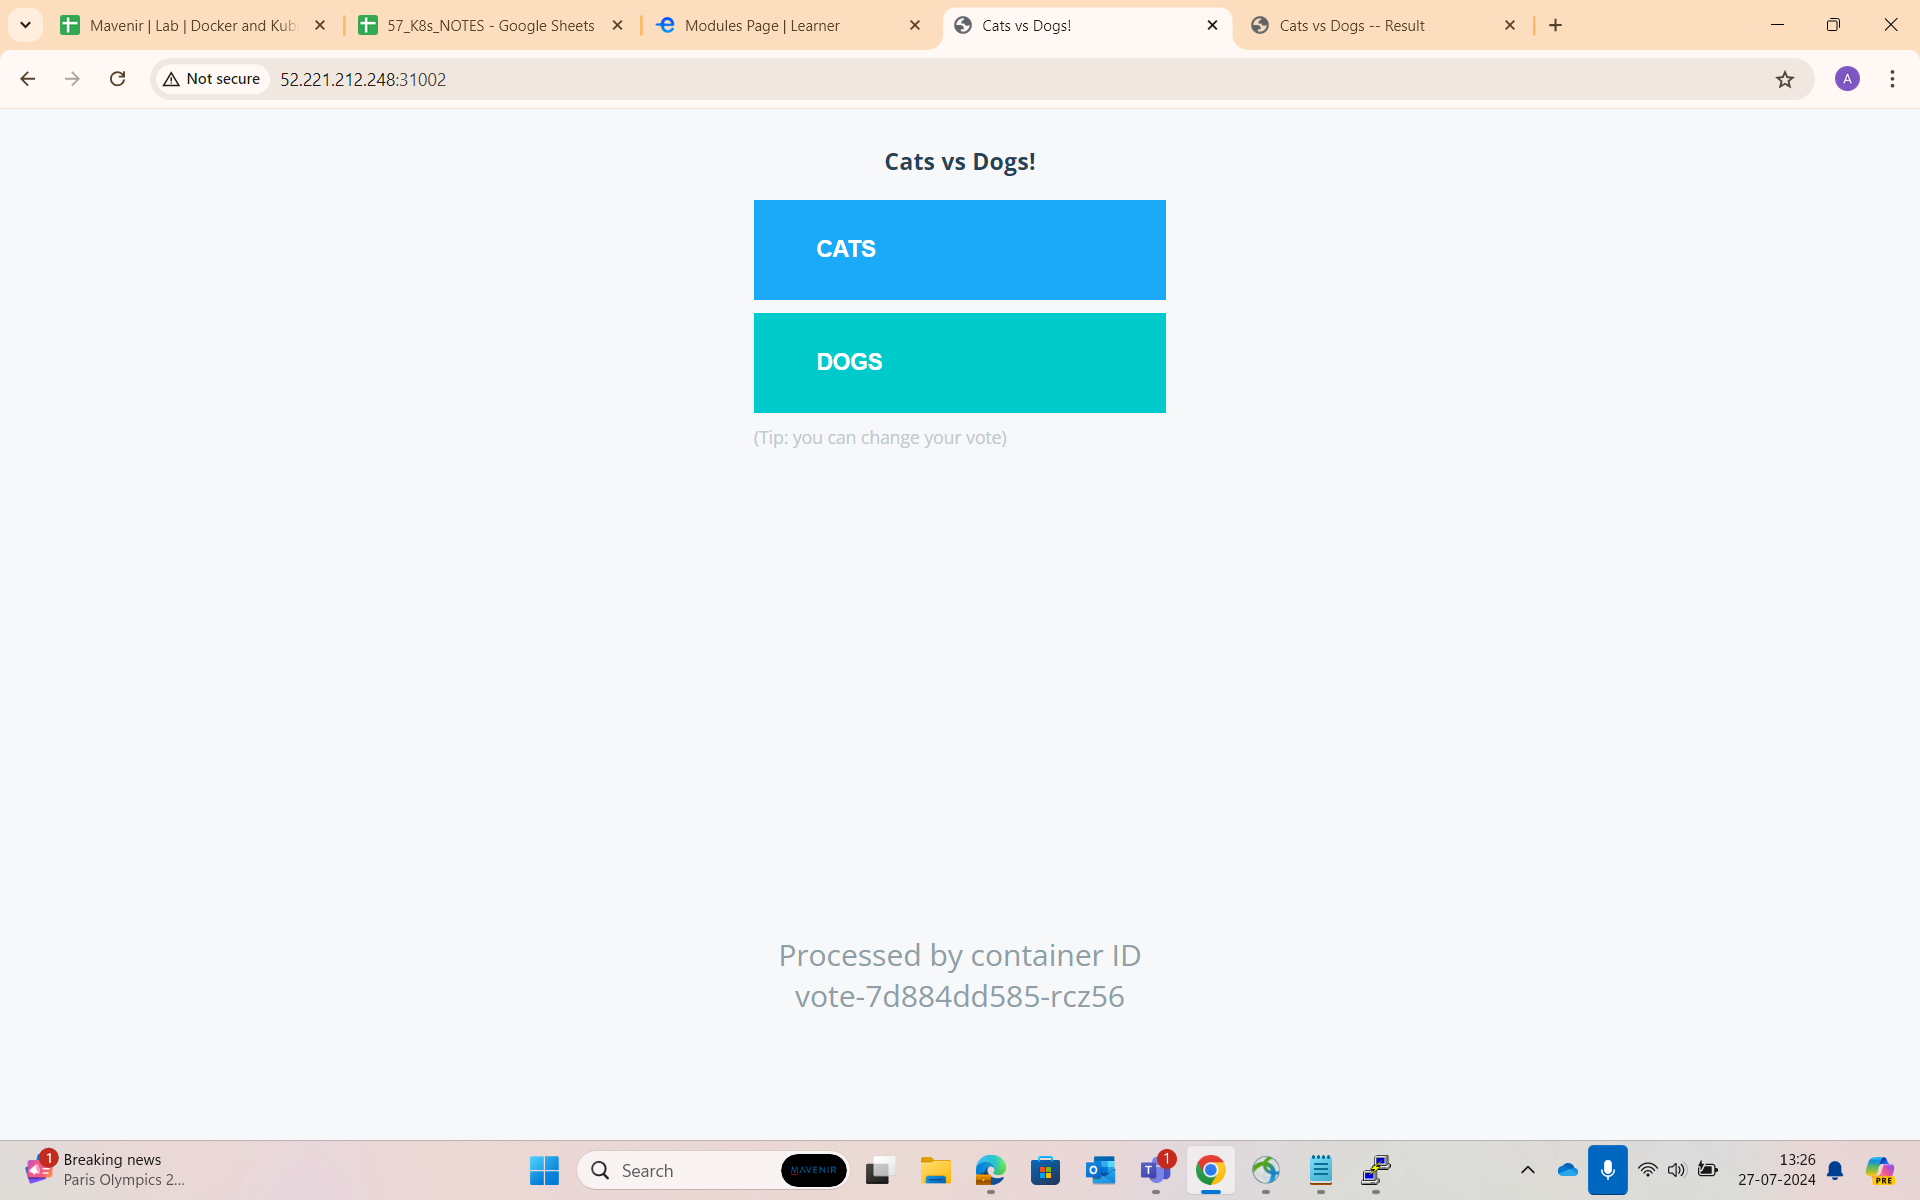 Mavenir | Lab | Docker and Kub
57_K8s_NOTES - Google Sheets
Modules Page | Learner
Cats vs Dogs!
Cats vs Dogs -- Result
Not secure
52.221.212.248:31002
A
Cats vs Dogs!
CATS
DOGS
(Tip: you can change your vote)
Processed by container ID
vote-7d884dd585-rcz56
1
Breaking news
Paris Olympics 2...
Search
MAVENIR
1
13:26
27-07-2024
PRE